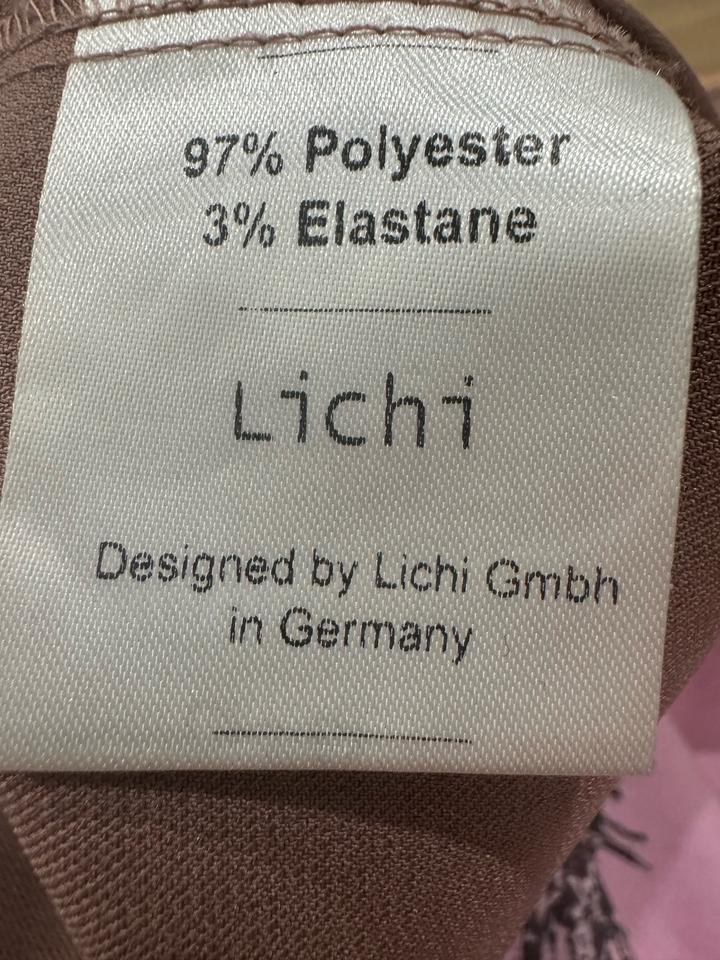 97% Polyester
3% Elastane
Lichi
Designed by Lichi Gmbh
in Germany